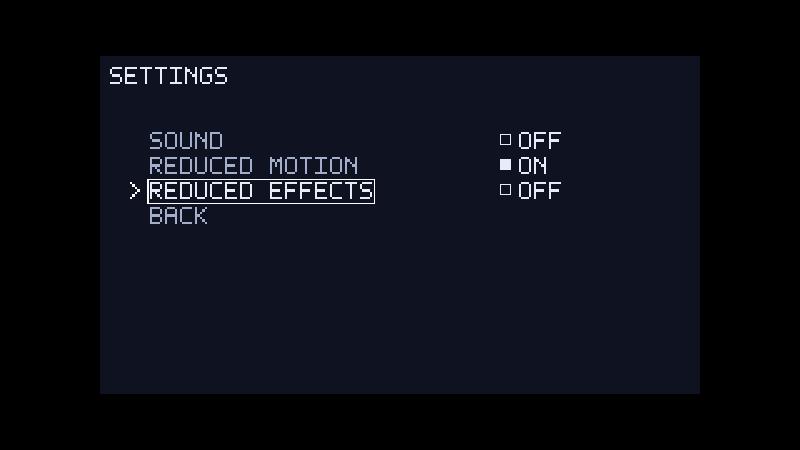 SETTINGS
SOUND OFF
REDUCED MOTION ON
> REDUCED EFFECTS OFF
BACK